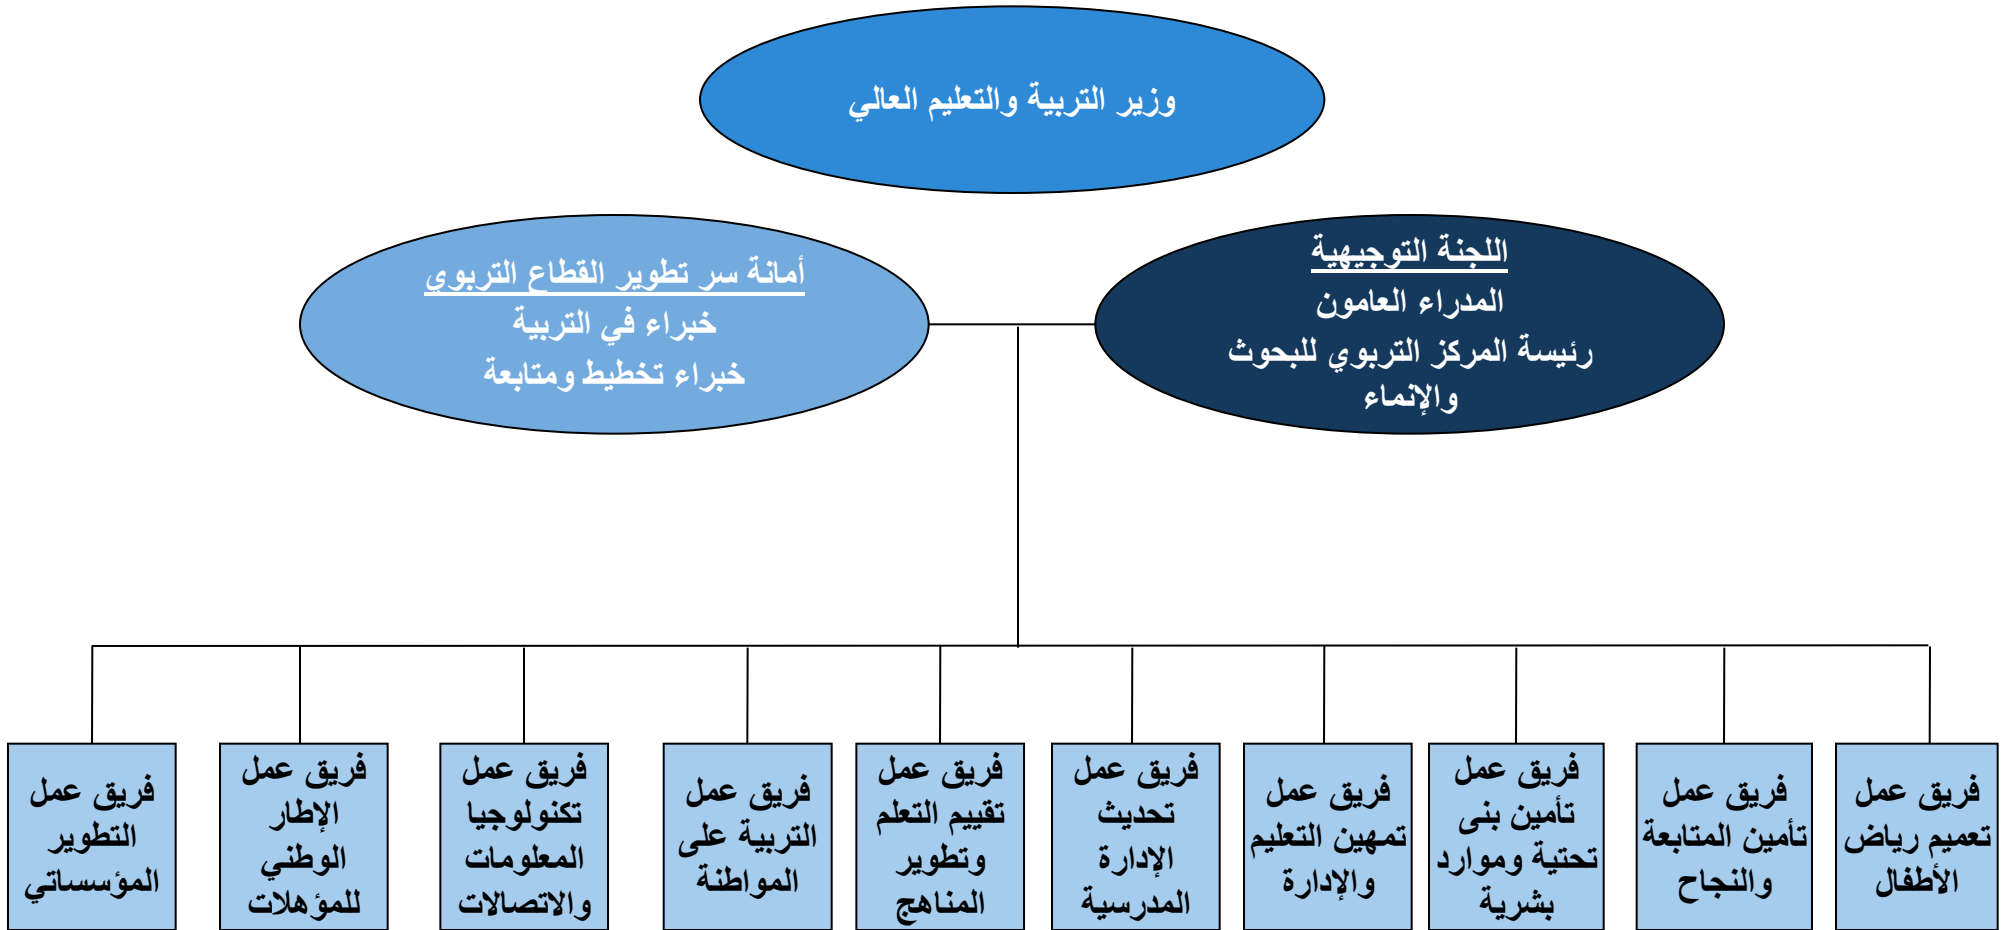 وزير التربية والتعليم العالي
اللجنة التوجيهية
المدراء العامون
رئيسة المركز التربوي للبحوث
والإنماء
أمانة سر تطوير القطاع التربوي
خبراء في التربية
خبراء تخطيط ومتابعة
فريق عمل
تعميم رياض
الأطفال
فريق عمل
تأمين المتابعة
والنجاح
فريق عمل
تأمين بنى
تحتية وموارد
بشرية
فريق عمل
تمهين التعليم
والإدارة
فريق عمل
تحديث
الإدارة
المدرسية
فريق عمل
تقييم التعلم
وتطوير
المناهج
فريق عمل
التربية على
المواطنة
فريق عمل
تكنولوجيا
المعلومات
والاتصالات
فريق عمل
الإطار
الوطني
للمؤهلات
فريق عمل
التطوير
المؤسساتي